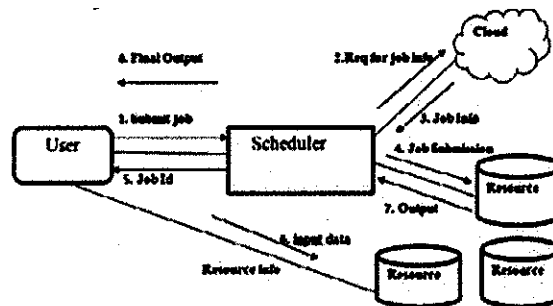 Cloud
8. Final Output
2.Req for job info
1. Submit job
3. Job Info
User
Scheduler
4. Job Submission
5. Job Id
Resource
7. Output
6. Input data
Resource info
Resource
Resource